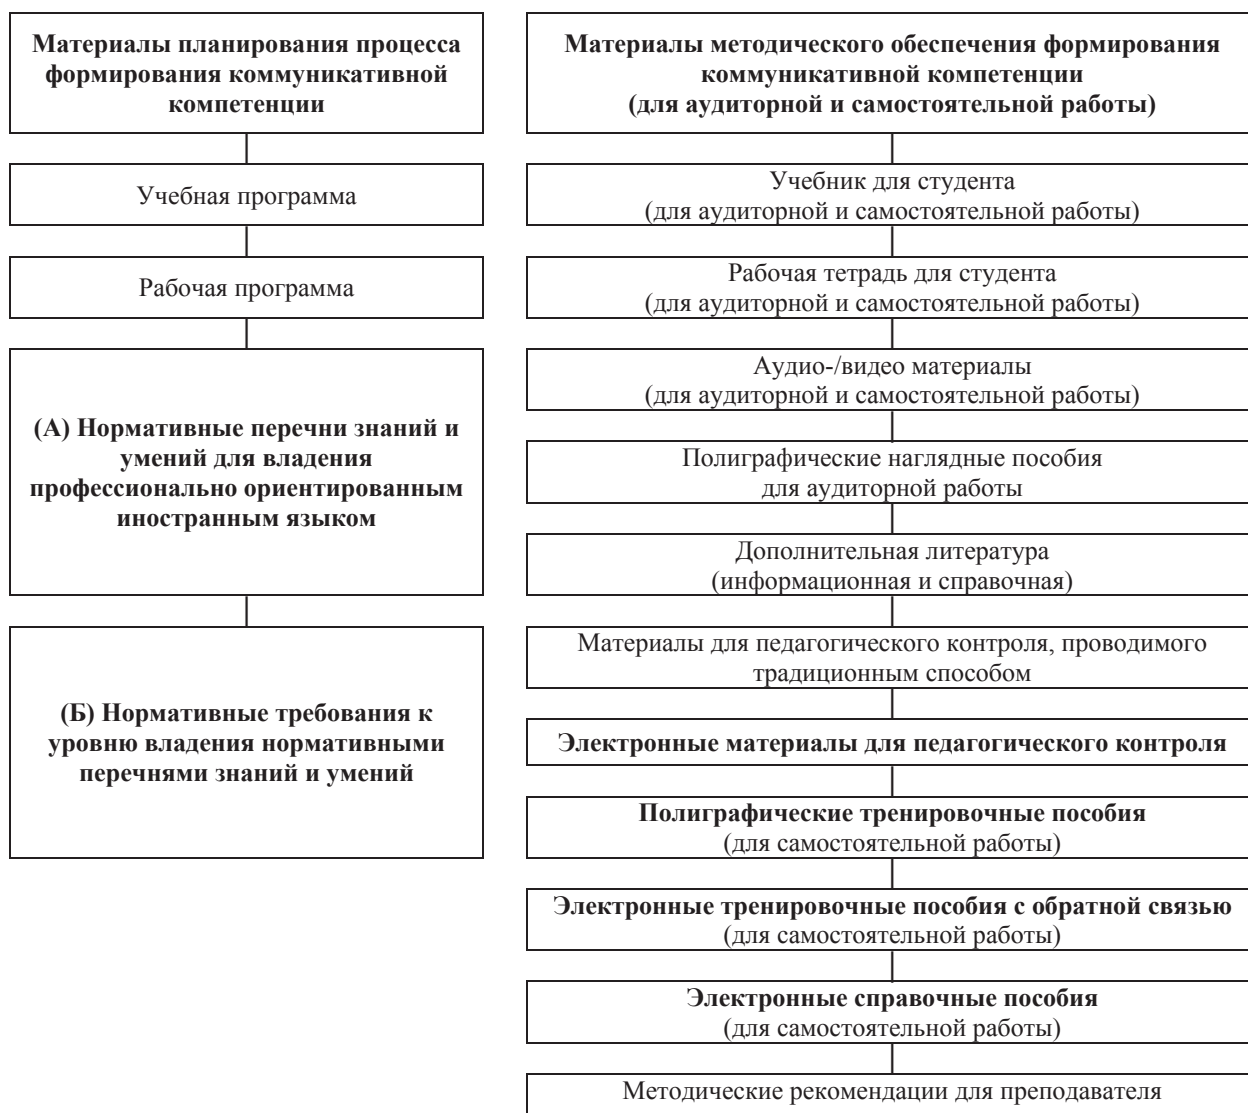 Материалы планирования процесса
формирования коммуникативной
компетенции
Учебная программа
Рабочая программа
(А) Нормативные перечни знаний и
умений для владения
профессионально ориентированным
иностранным языком
(Б) Нормативные требования к
уровню владения нормативными
перечнями знаний и умений
Материалы методического обеспечения формирования
коммуникативной компетенции
(для аудиторной и самостоятельной работы)
Учебник для студента
(для аудиторной и самостоятельной работы)
Рабочая тетрадь для студента
(для аудиторной и самостоятельной работы)
Аудио-/видео материалы
(для аудиторной и самостоятельной работы)
Полиграфические наглядные пособия
для аудиторной работы
Дополнительная литература
(информационная и справочная)
Материалы для педагогического контроля, проводимого
традиционным способом
Электронные материалы для педагогического контроля
Полиграфические тренировочные пособия
(для самостоятельной работы)
Электронные тренировочные пособия с обратной связью
(для самостоятельной работы)
Электронные справочные пособия
(для самостоятельной работы)
Методические рекомендации для преподавателя